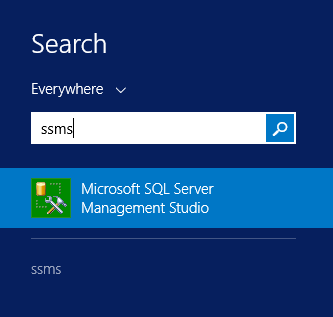 Search
Everywhere
ssms
Microsoft SQL Server
Management Studio
ssms